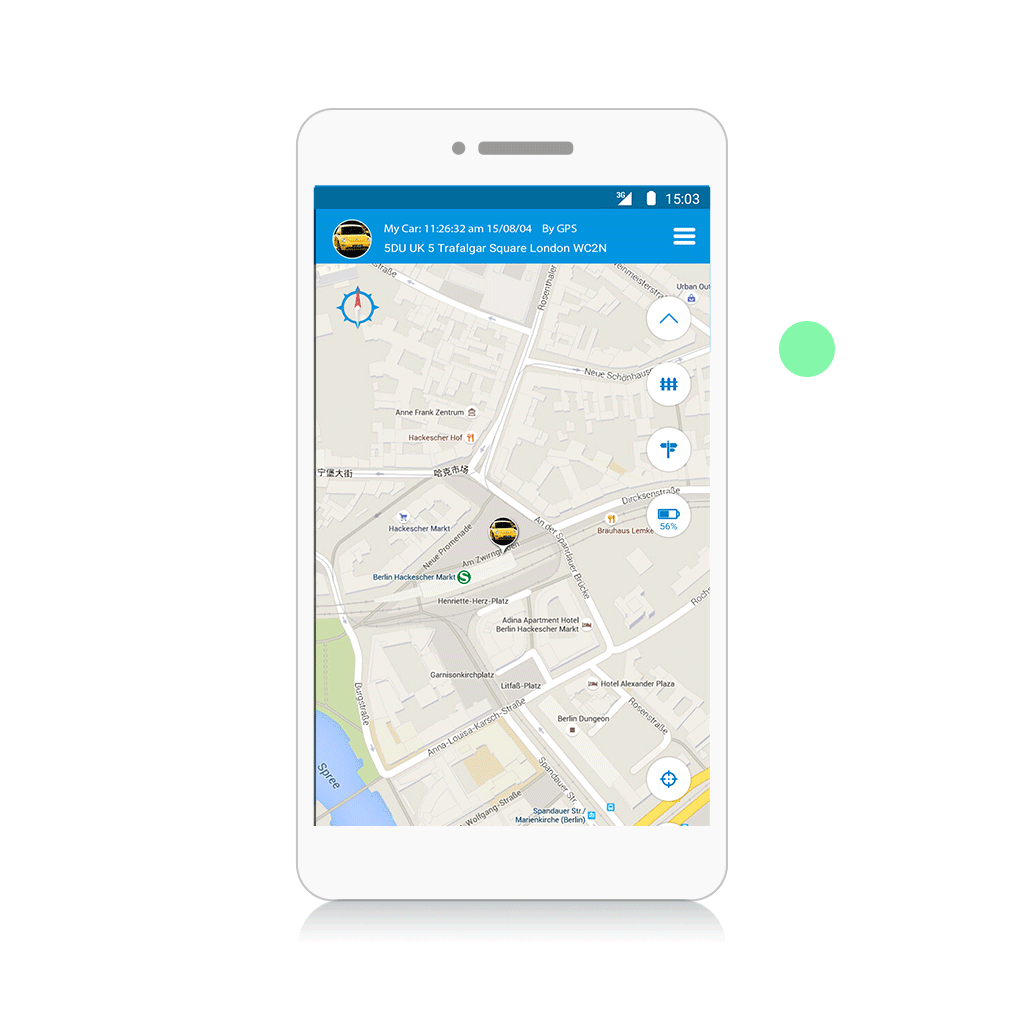 3G 15:03
My Car: 11:26:32 am 15/08/04 By GPS
5DU UK 5 Trafalgar Square London WC2N
straße
Rosenthaler
Urban Out
Neue Schönhause
Anne Frank Zentrum
Hackescher Hof
宁堡大街
哈克市场
Dircksenstraße
56%
Hackescher Markt
Neue Promenade
An der Spandauer Brücke
Brauhaus Lemke
Am Zwirngraben
Berlin Hackescher Markt S
Henriette-Herz-Platz
Roch
Adina Apartment Hotel
Berlin Hackescher Markt
Garnisonkirchplatz
Litfaß-Platz
Hotel Alexander Plaza
Burgstraße
Rosenstraße
Berlin Dungeon
Anna-Louisa-Karsch-Straße
Spree
Spandauer Str.
Wolfgang-Straße
Spandauer Str./
Marienkirche (Berlin)